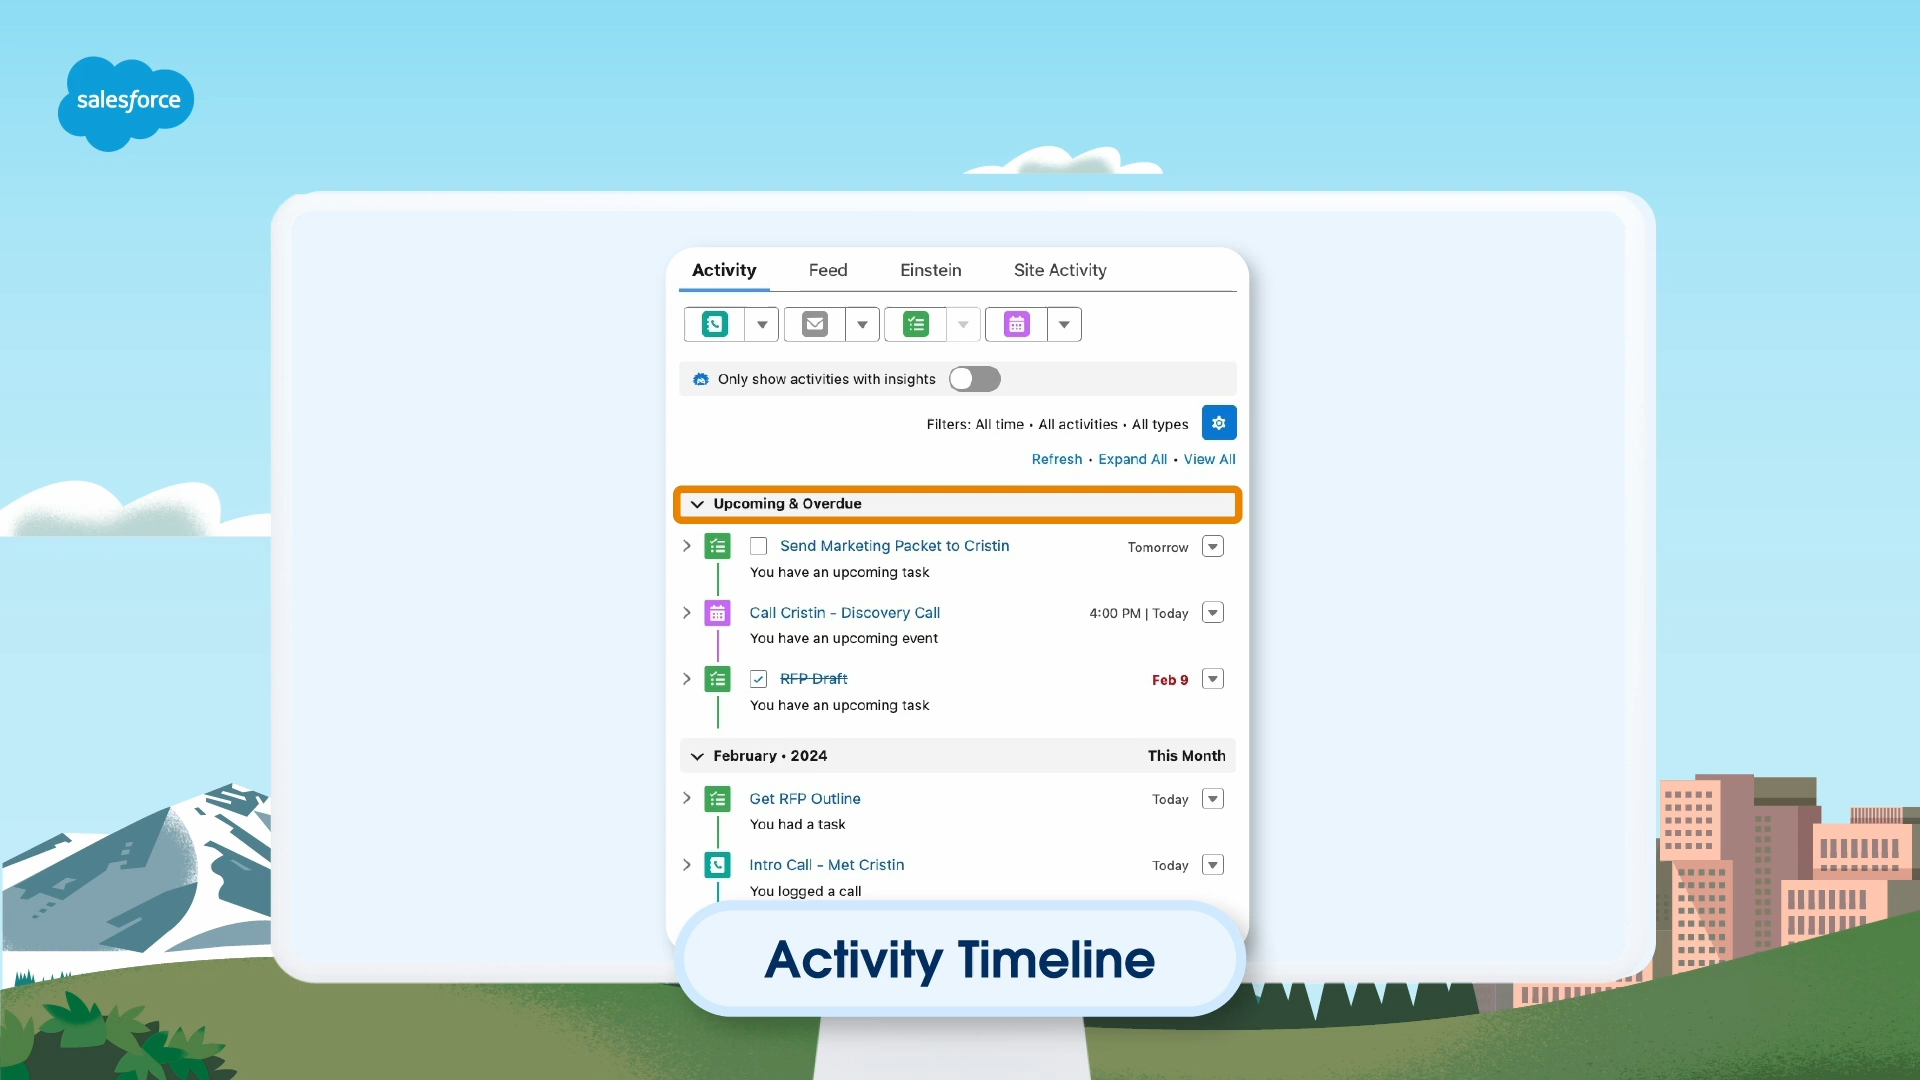 salesforce
Activity Feed Einstein Site Activity
Only show activities with insights
Filters: All time • All activities • All types
Refresh • Expand All • View All
Upcoming & Overdue
Send Marketing Packet to Cristin Tomorrow
You have an upcoming task
Call Cristin - Discovery Call 4:00 PM | Today
You have an upcoming event
RFP Draft Feb 9
You have an upcoming task
February • 2024 This Month
Get RFP Outline Today
You had a task
Intro Call - Met Cristin Today
You logged a call
Activity Timeline